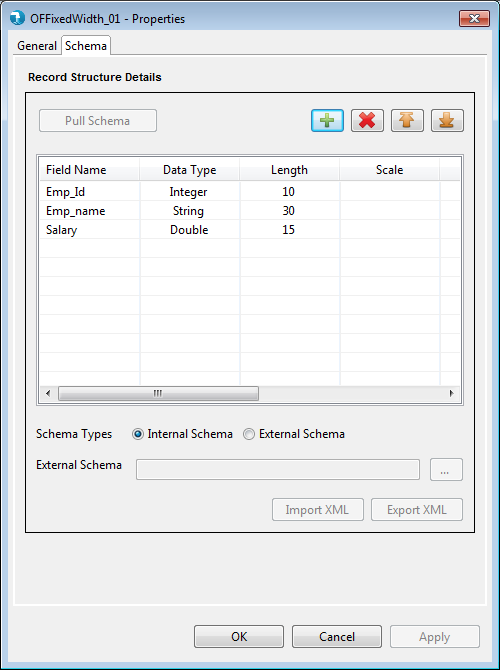 OFFixedWidth_01 - Properties
General Schema
Record Structure Details
Pull Schema
Field Name Data Type Length Scale
Emp_Id Integer 10
Emp_name String 30
Salary Double 15
Schema Types Internal Schema External Schema
External Schema ...
Import XML Export XML
OK Cancel Apply